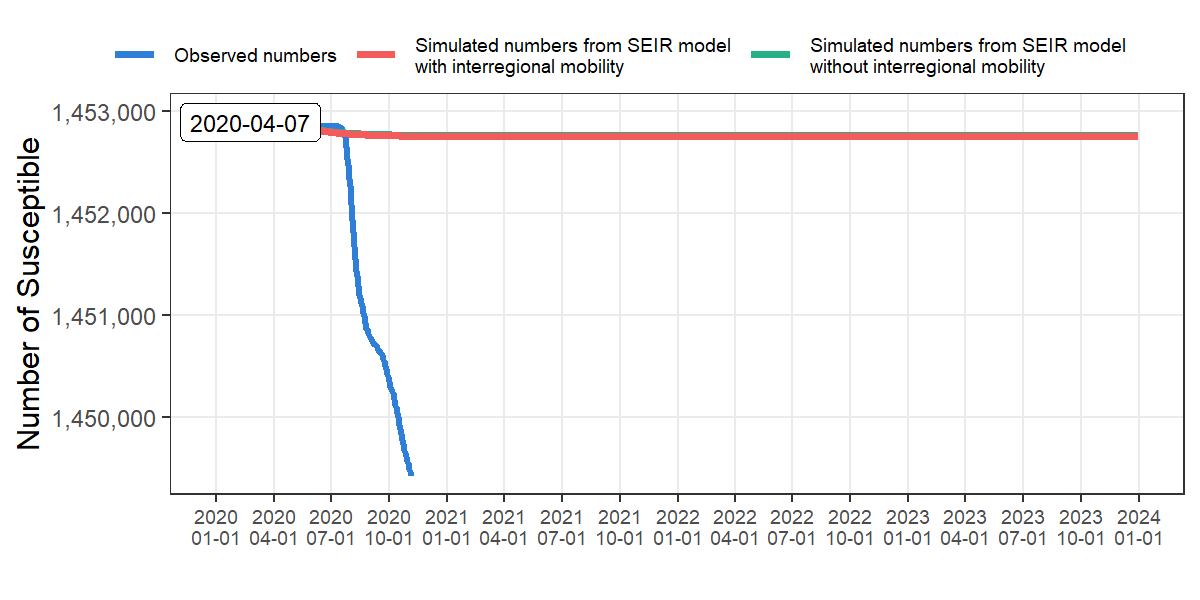 Observed numbers
Simulated numbers from SEIR model
with interregional mobility
Simulated numbers from SEIR model
without interregional mobility
Number of Susceptible
1,453,000
1,452,000
1,451,000
1,450,000
2020-04-07
2020 2020 2020 2020 2021 2021 2021 2021 2022 2022 2022 2022 2023 2023 2023 2023 2024
01-01 04-01 07-01 10-01 01-01 04-01 07-01 10-01 01-01 04-01 07-01 10-01 01-01 04-01 07-01 10-01 01-01